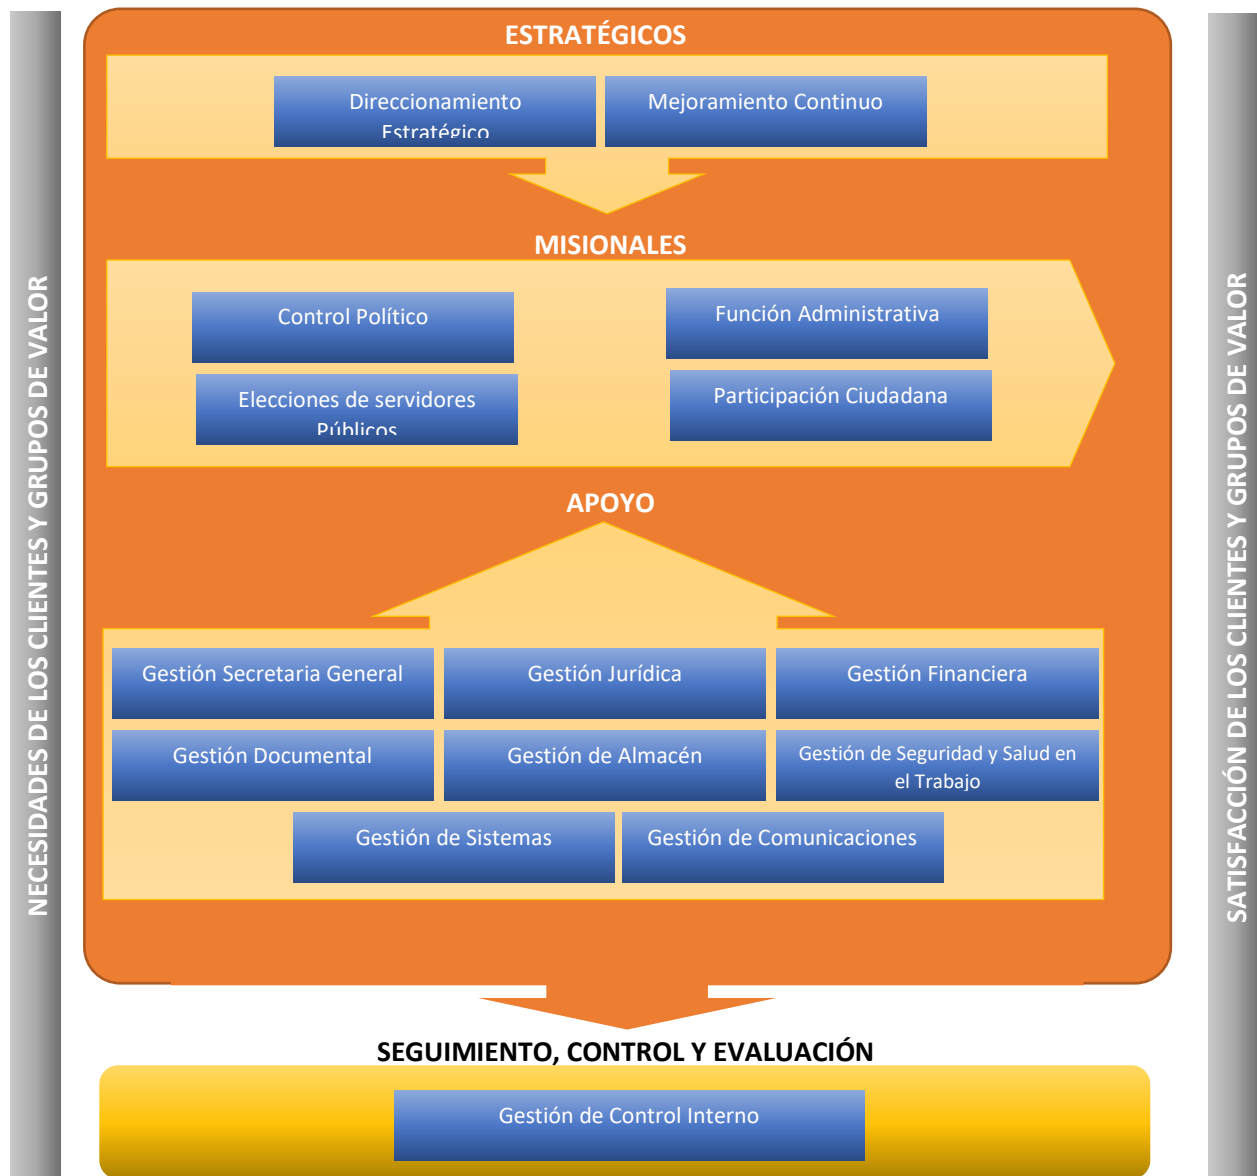 ESTRATÉGICOS
Direccionamiento
Estratégico
Mejoramiento Continuo
MISIONALES
Control Político
Función Administrativa
Elecciones de servidores
Públicos
Participación Ciudadana
APOYO
Gestión Secretaria General
Gestión Jurídica
Gestión Financiera
Gestión Documental
Gestión de Almacén
Gestión de Seguridad y Salud en
el Trabajo
Gestión de Sistemas
Gestión de Comunicaciones
SEGUIMIENTO, CONTROL Y EVALUACIÓN
Gestión de Control Interno
NECESIDADES DE LOS CLIENTES Y GRUPOS DE VALOR
SATISFACCIÓN DE LOS CLIENTES Y GRUPOS DE VALOR